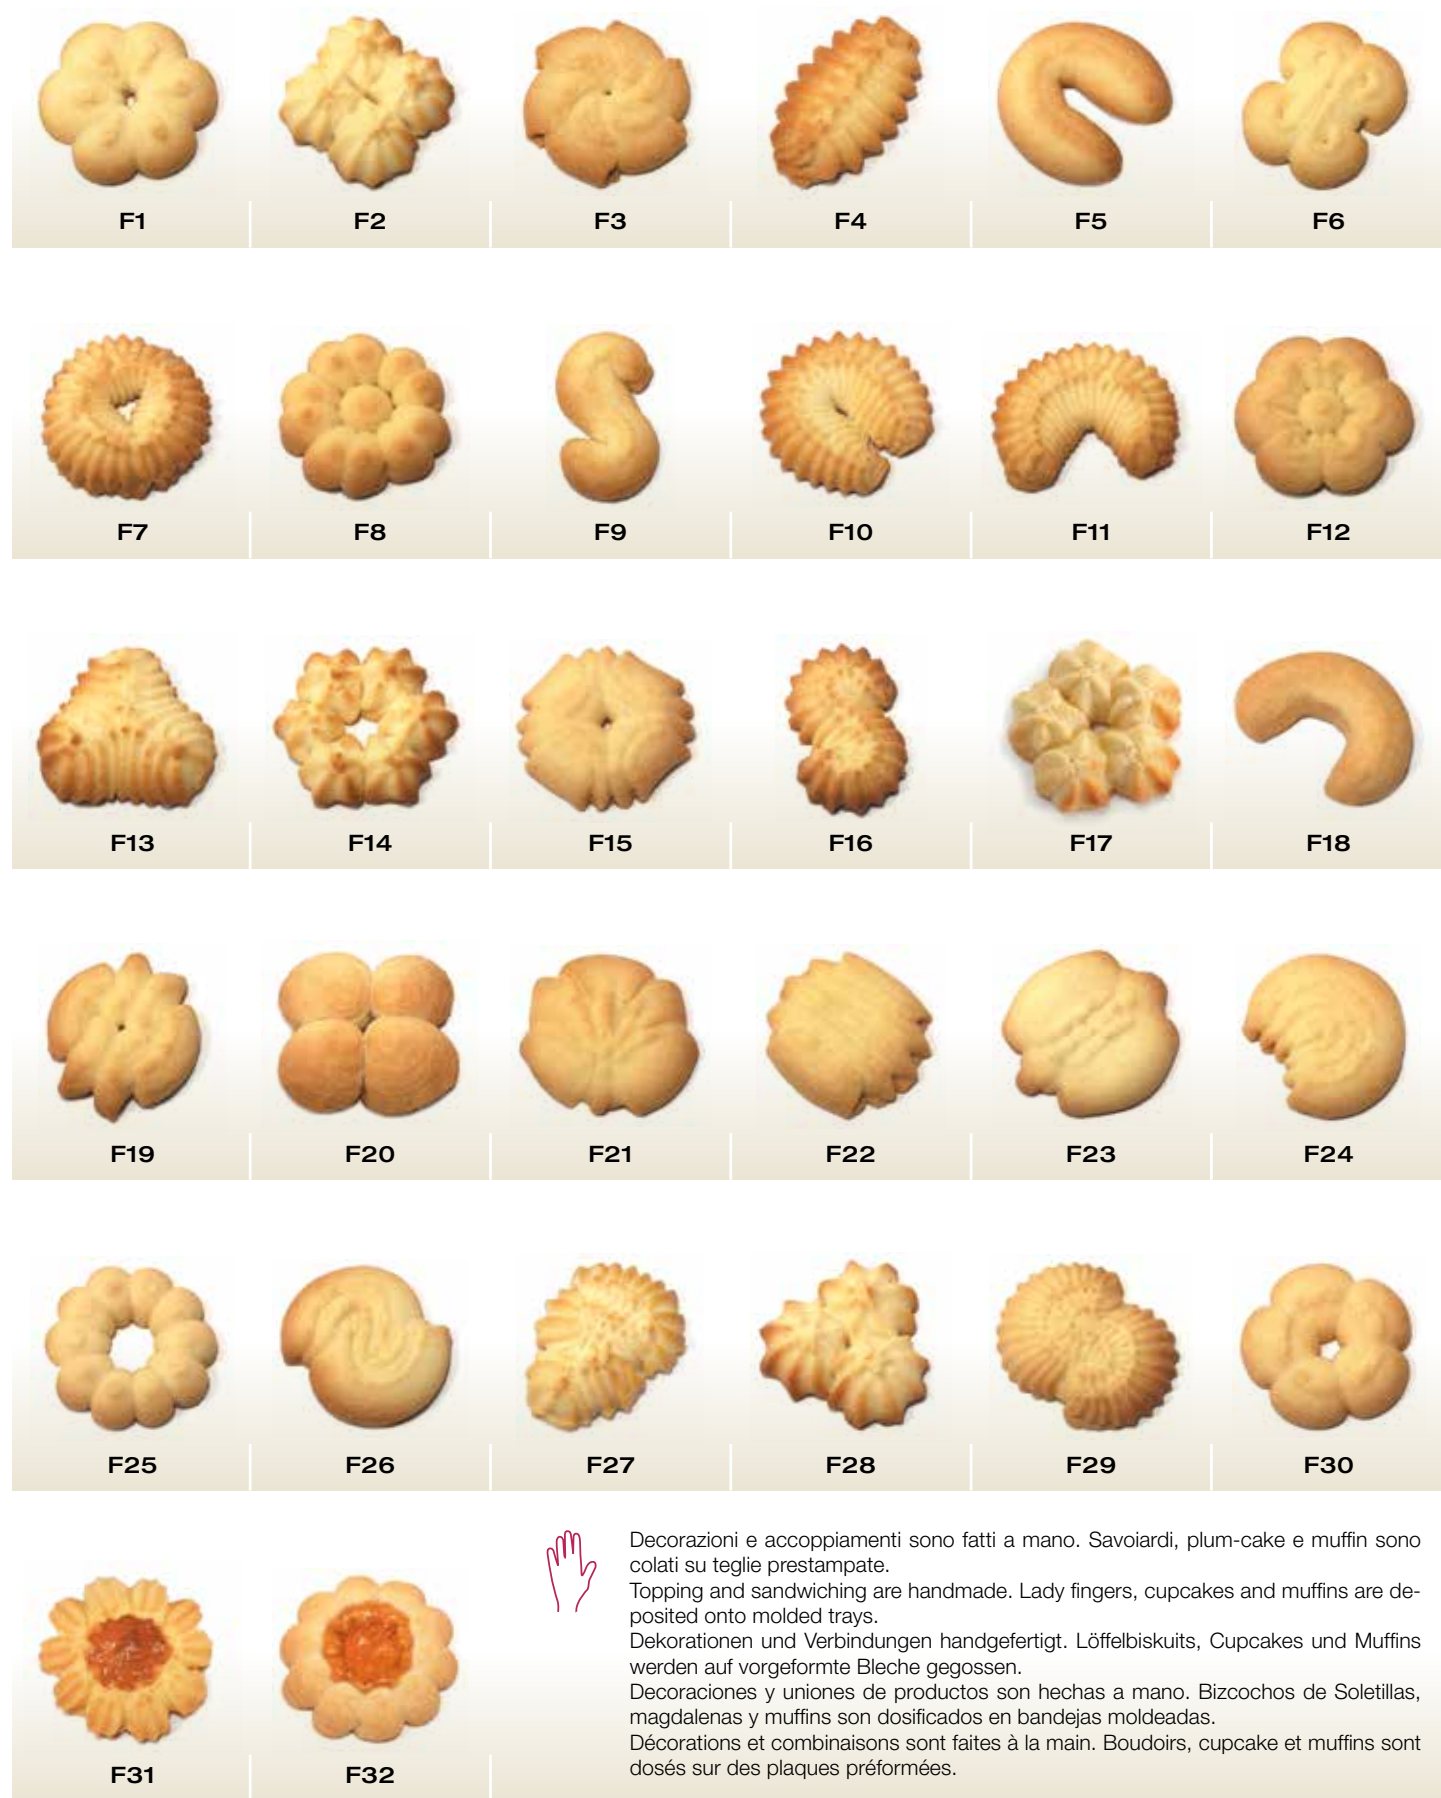 F1 F2 F3 F4 F5 F6
F7 F8 F9 F10 F11 F12
F13 F14 F15 F16 F17 F18
F19 F20 F21 F22 F23 F24
F25 F26 F27 F28 F29 F30
Decorazioni e accoppiamenti sono fatti a mano. Savoiardi, plum-cake e muffin sono
colati su teglie prestampate.
Topping and sandwiching are handmade. Lady fingers, cupcakes and muffins are de-
posited onto molded trays.
Dekorationen und Verbindungen handgefertigt. Löffelbiskuits, Cupcakes und Muffins
werden auf vorgeformte Bleche gegossen.
Decoraciones y uniones de productos son hechas a mano. Bizcochos de Soletillas,
magdalenas y muffins son dosificados en bandejas moldeadas.
Décorations et combinaisons sont faites à la main. Boudoirs, cupcake et muffins sont
dosés sur des plaques préformées.
F31 F32